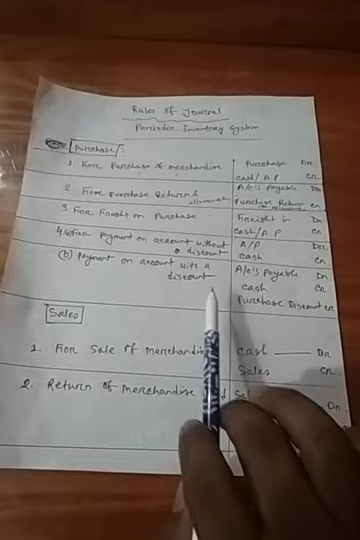 Rules of Journal
Periodic Inventory System
Purchase/:
1. For Purchase of merchandise
Purchase Dr
cash/A.P Cr
2. For purchase Return & allowance
A/C's Payable Dr
Purchase Return Cr
3 For Freight on Purchase
Freight in Dr
cash/A.P Cr
For Payment on account without a discount
A/P Dr
cash Cr
(b) Payment on account with a discount
A/C's Payable Dr
cash Cr
Purchase Discount Cr
Sales
1. For Sale of Merchandise
cash Dr
Sales Cr
2. Return of Merchandise
Dr